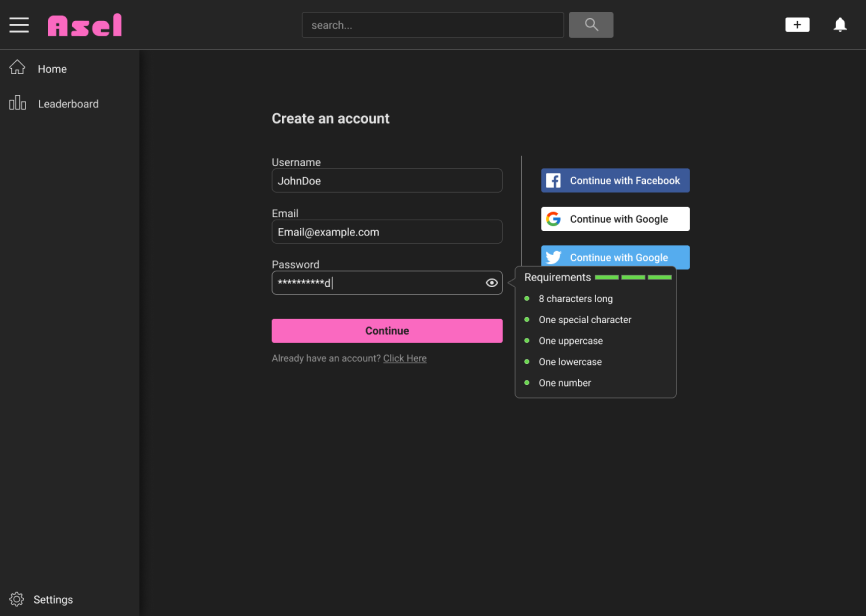 Asel
search...
Home
Leaderboard
Create an account
Username
JohnDoe
Email
Email@example.com
Password
**********d
Continue
Already have an account? Click Here
Continue with Facebook
Continue with Google
Continue with Google
Requirements
8 characters long
One special character
One uppercase
One lowercase
One number
Settings